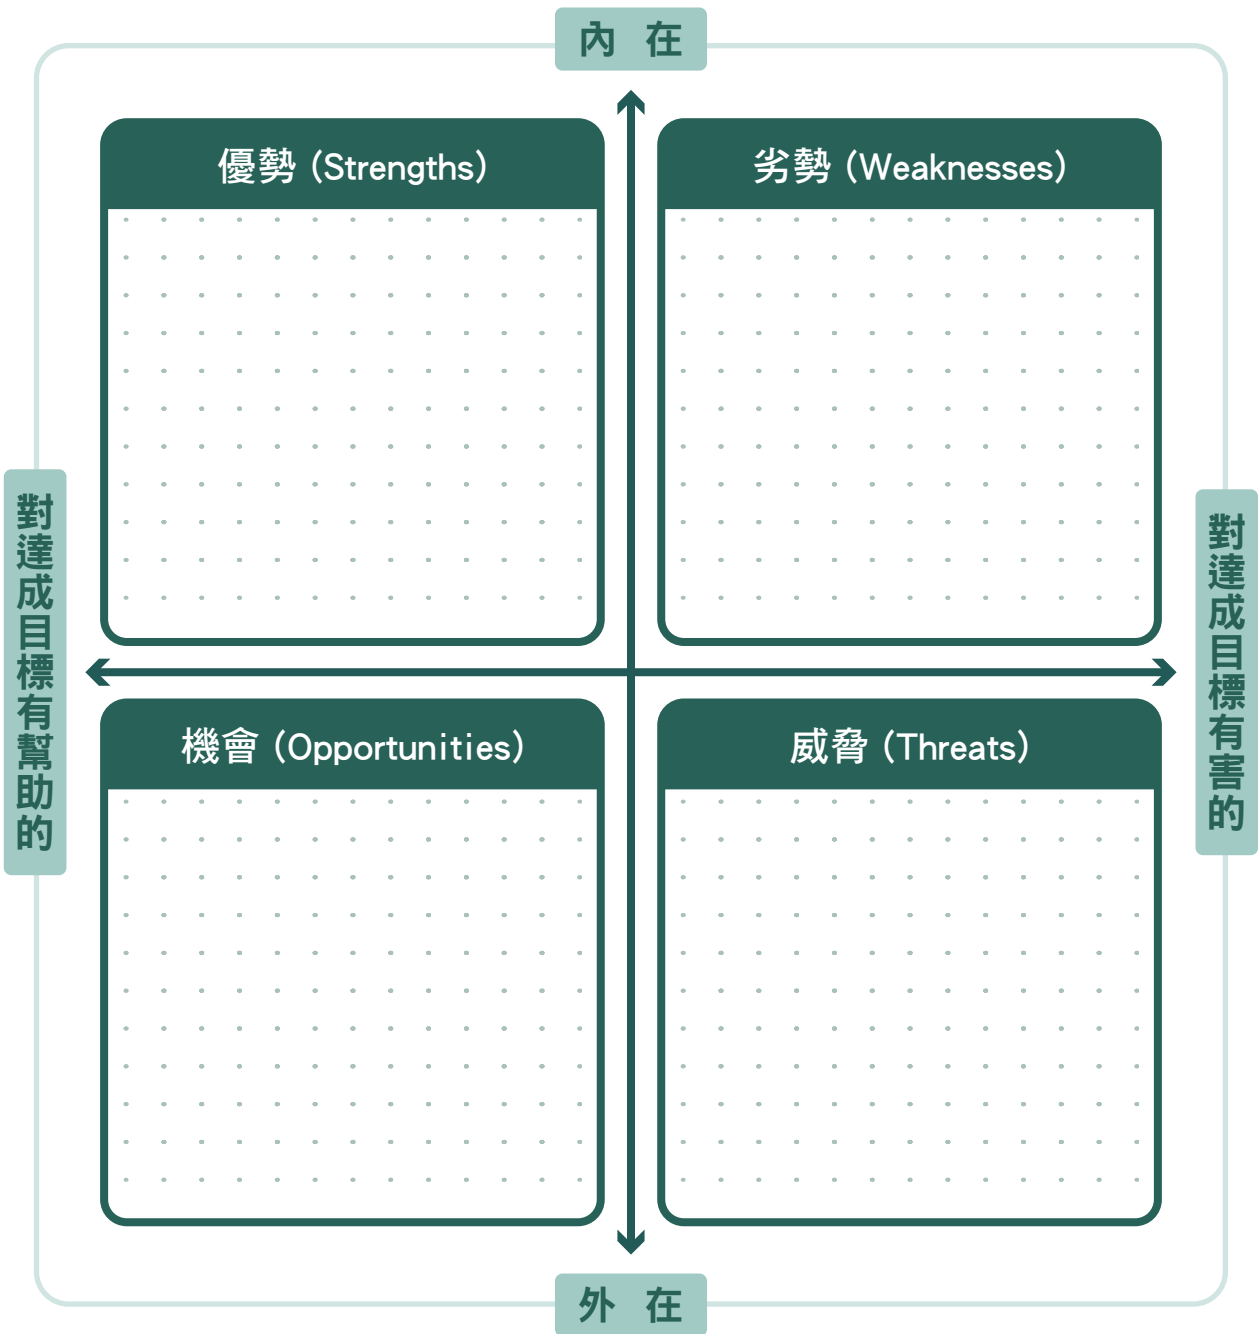 內 在
優勢 (Strengths)
劣勢 (Weaknesses)
對達成目標有幫助的
對達成目標有害的
機會 (Opportunities)
威脅 (Threats)
外 在